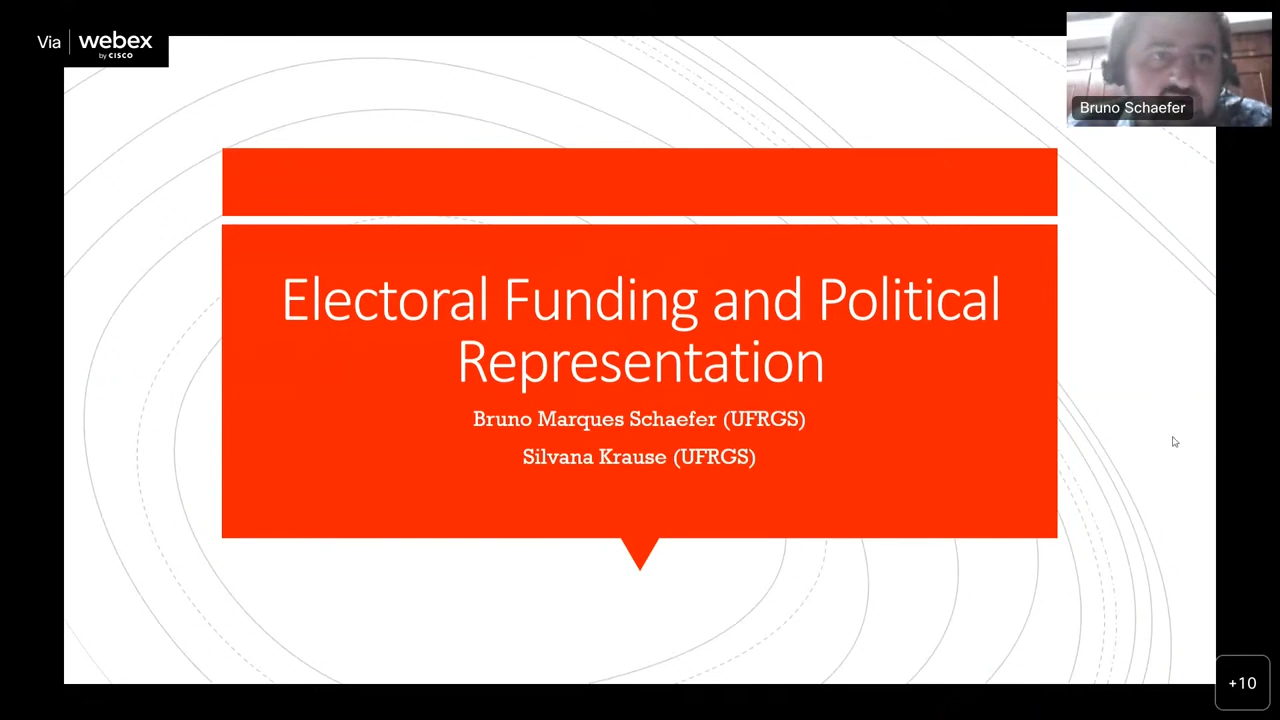 Via webex
by CISCO
Bruno Schaefer
Electoral Funding and Political
Representation
Bruno Marques Schaefer (UFRGS)
Silvana Krause (UFRGS)
+10